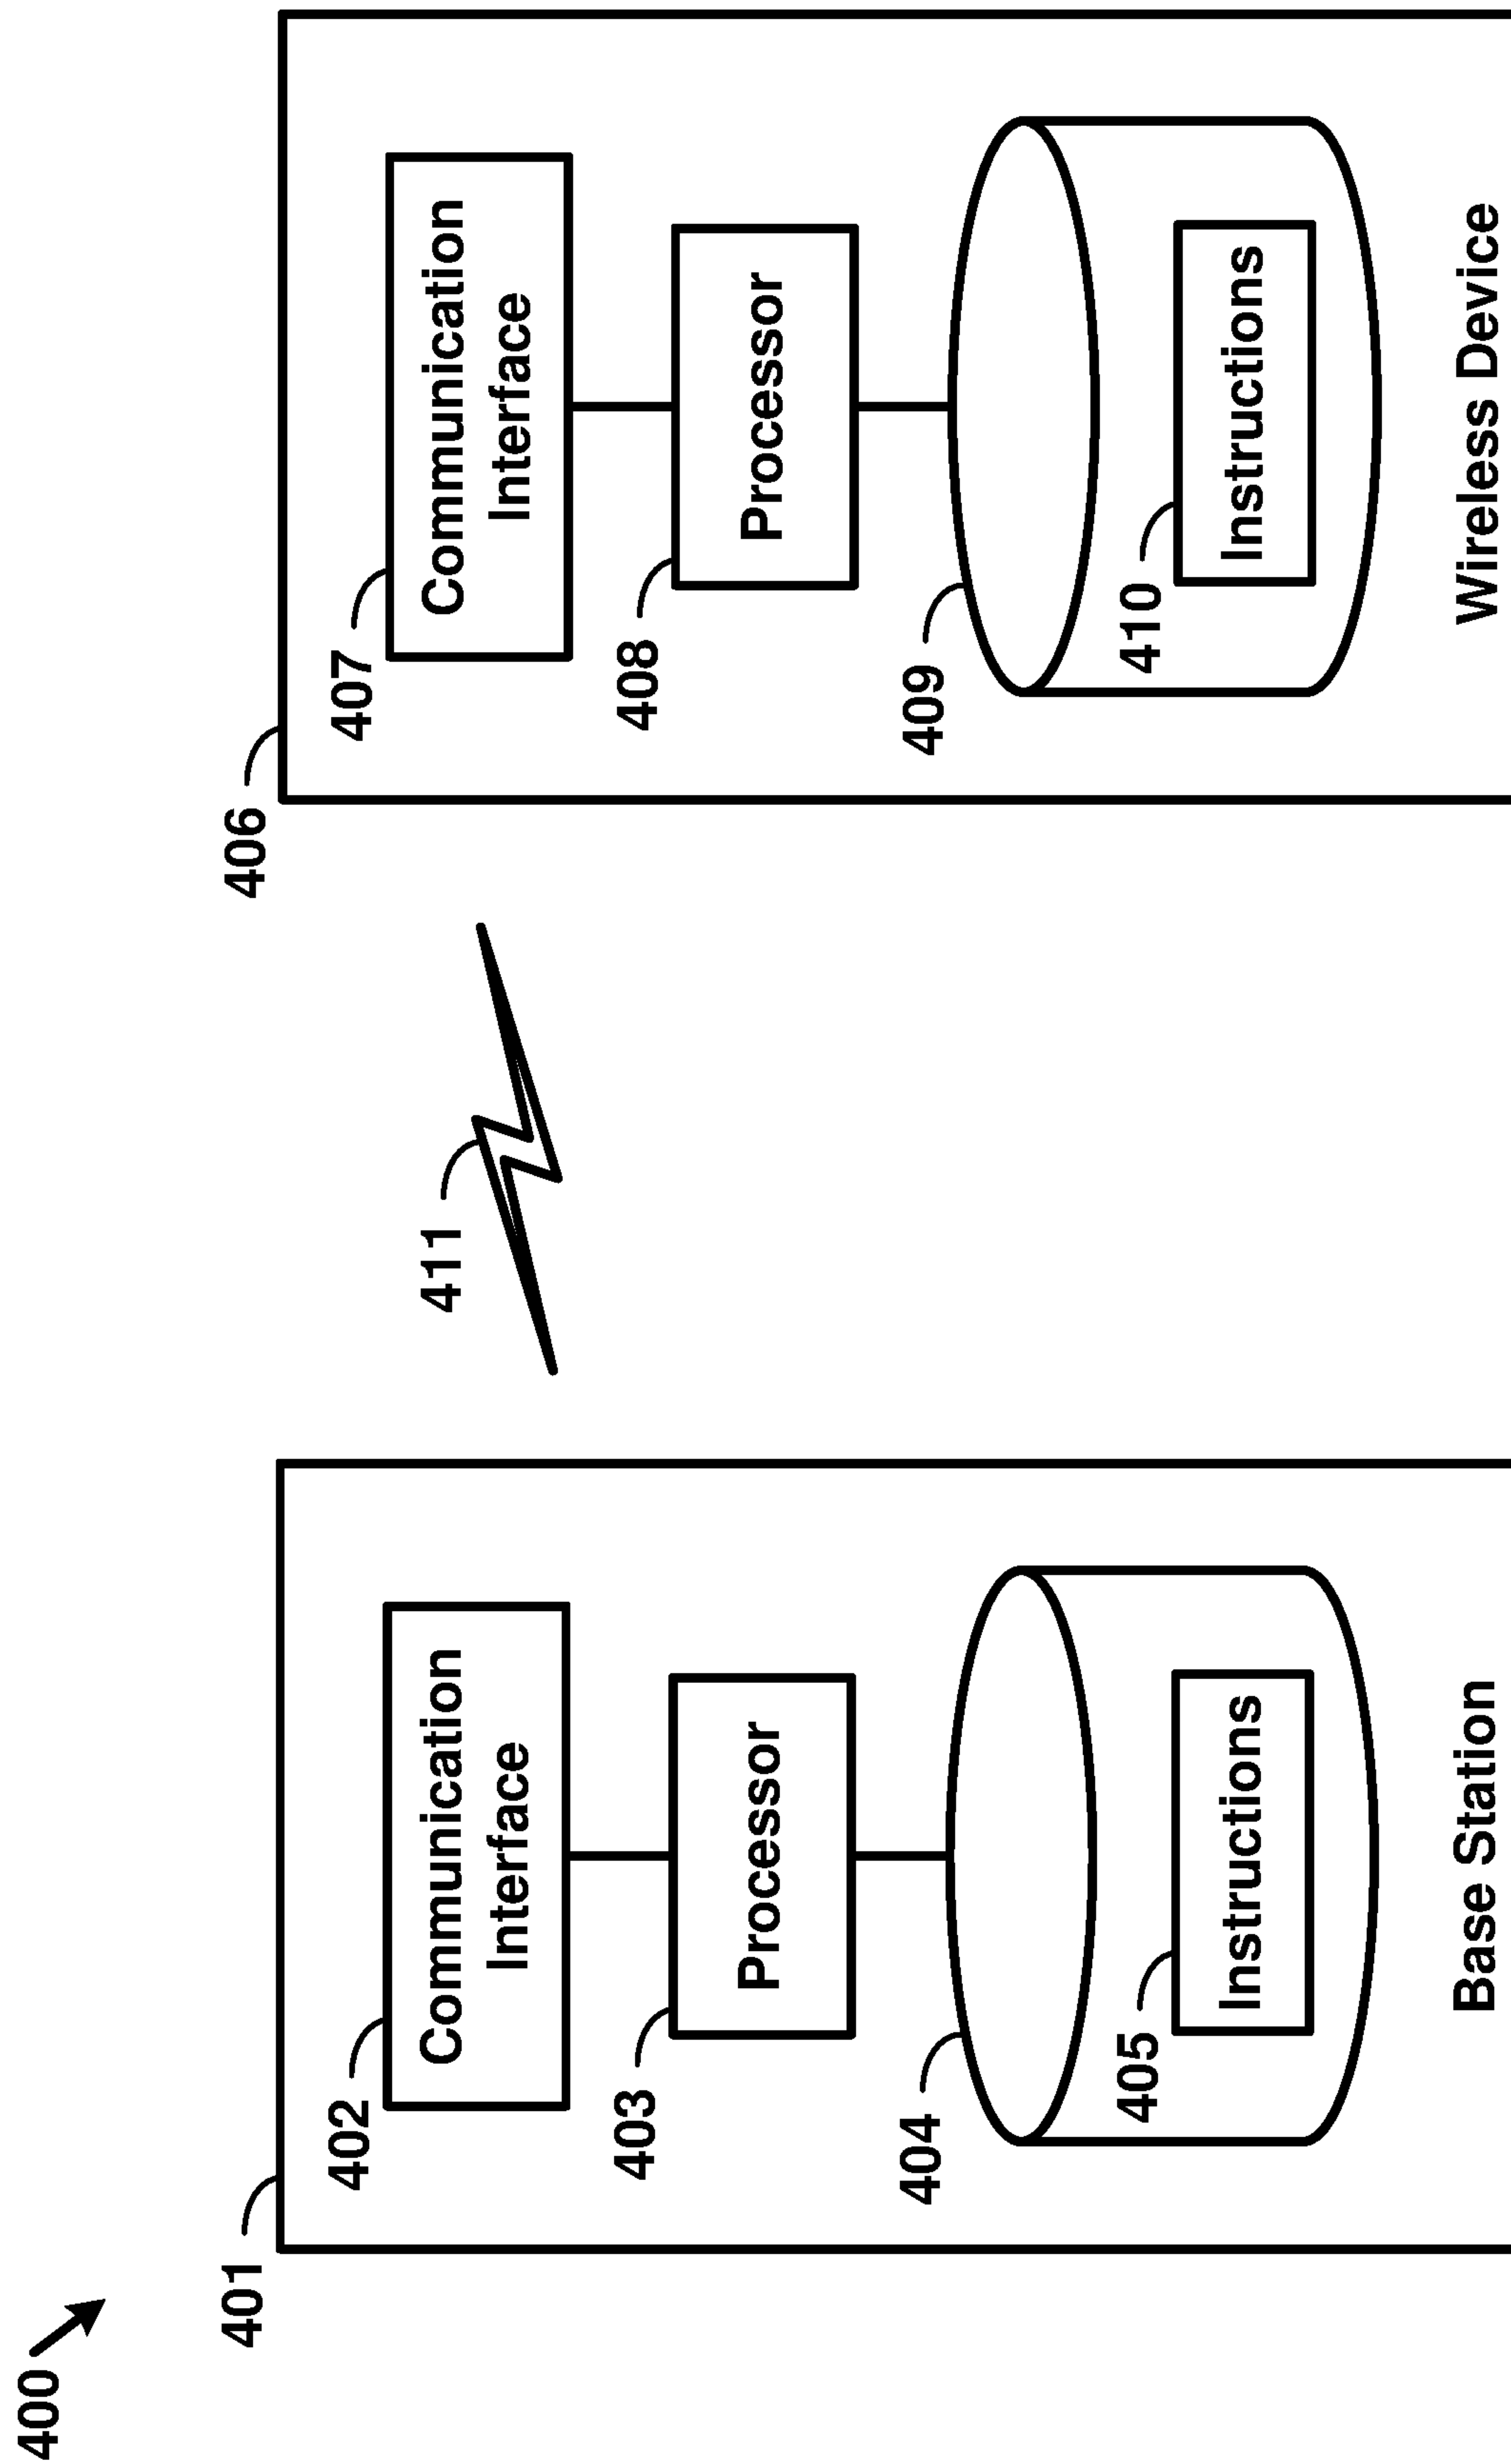 400
401
402
Communication
Interface
403
Processor
404
405
Instructions
Base Station
411
406
407
Communication
Interface
408
Processor
409
410
Instructions
Wireless Device